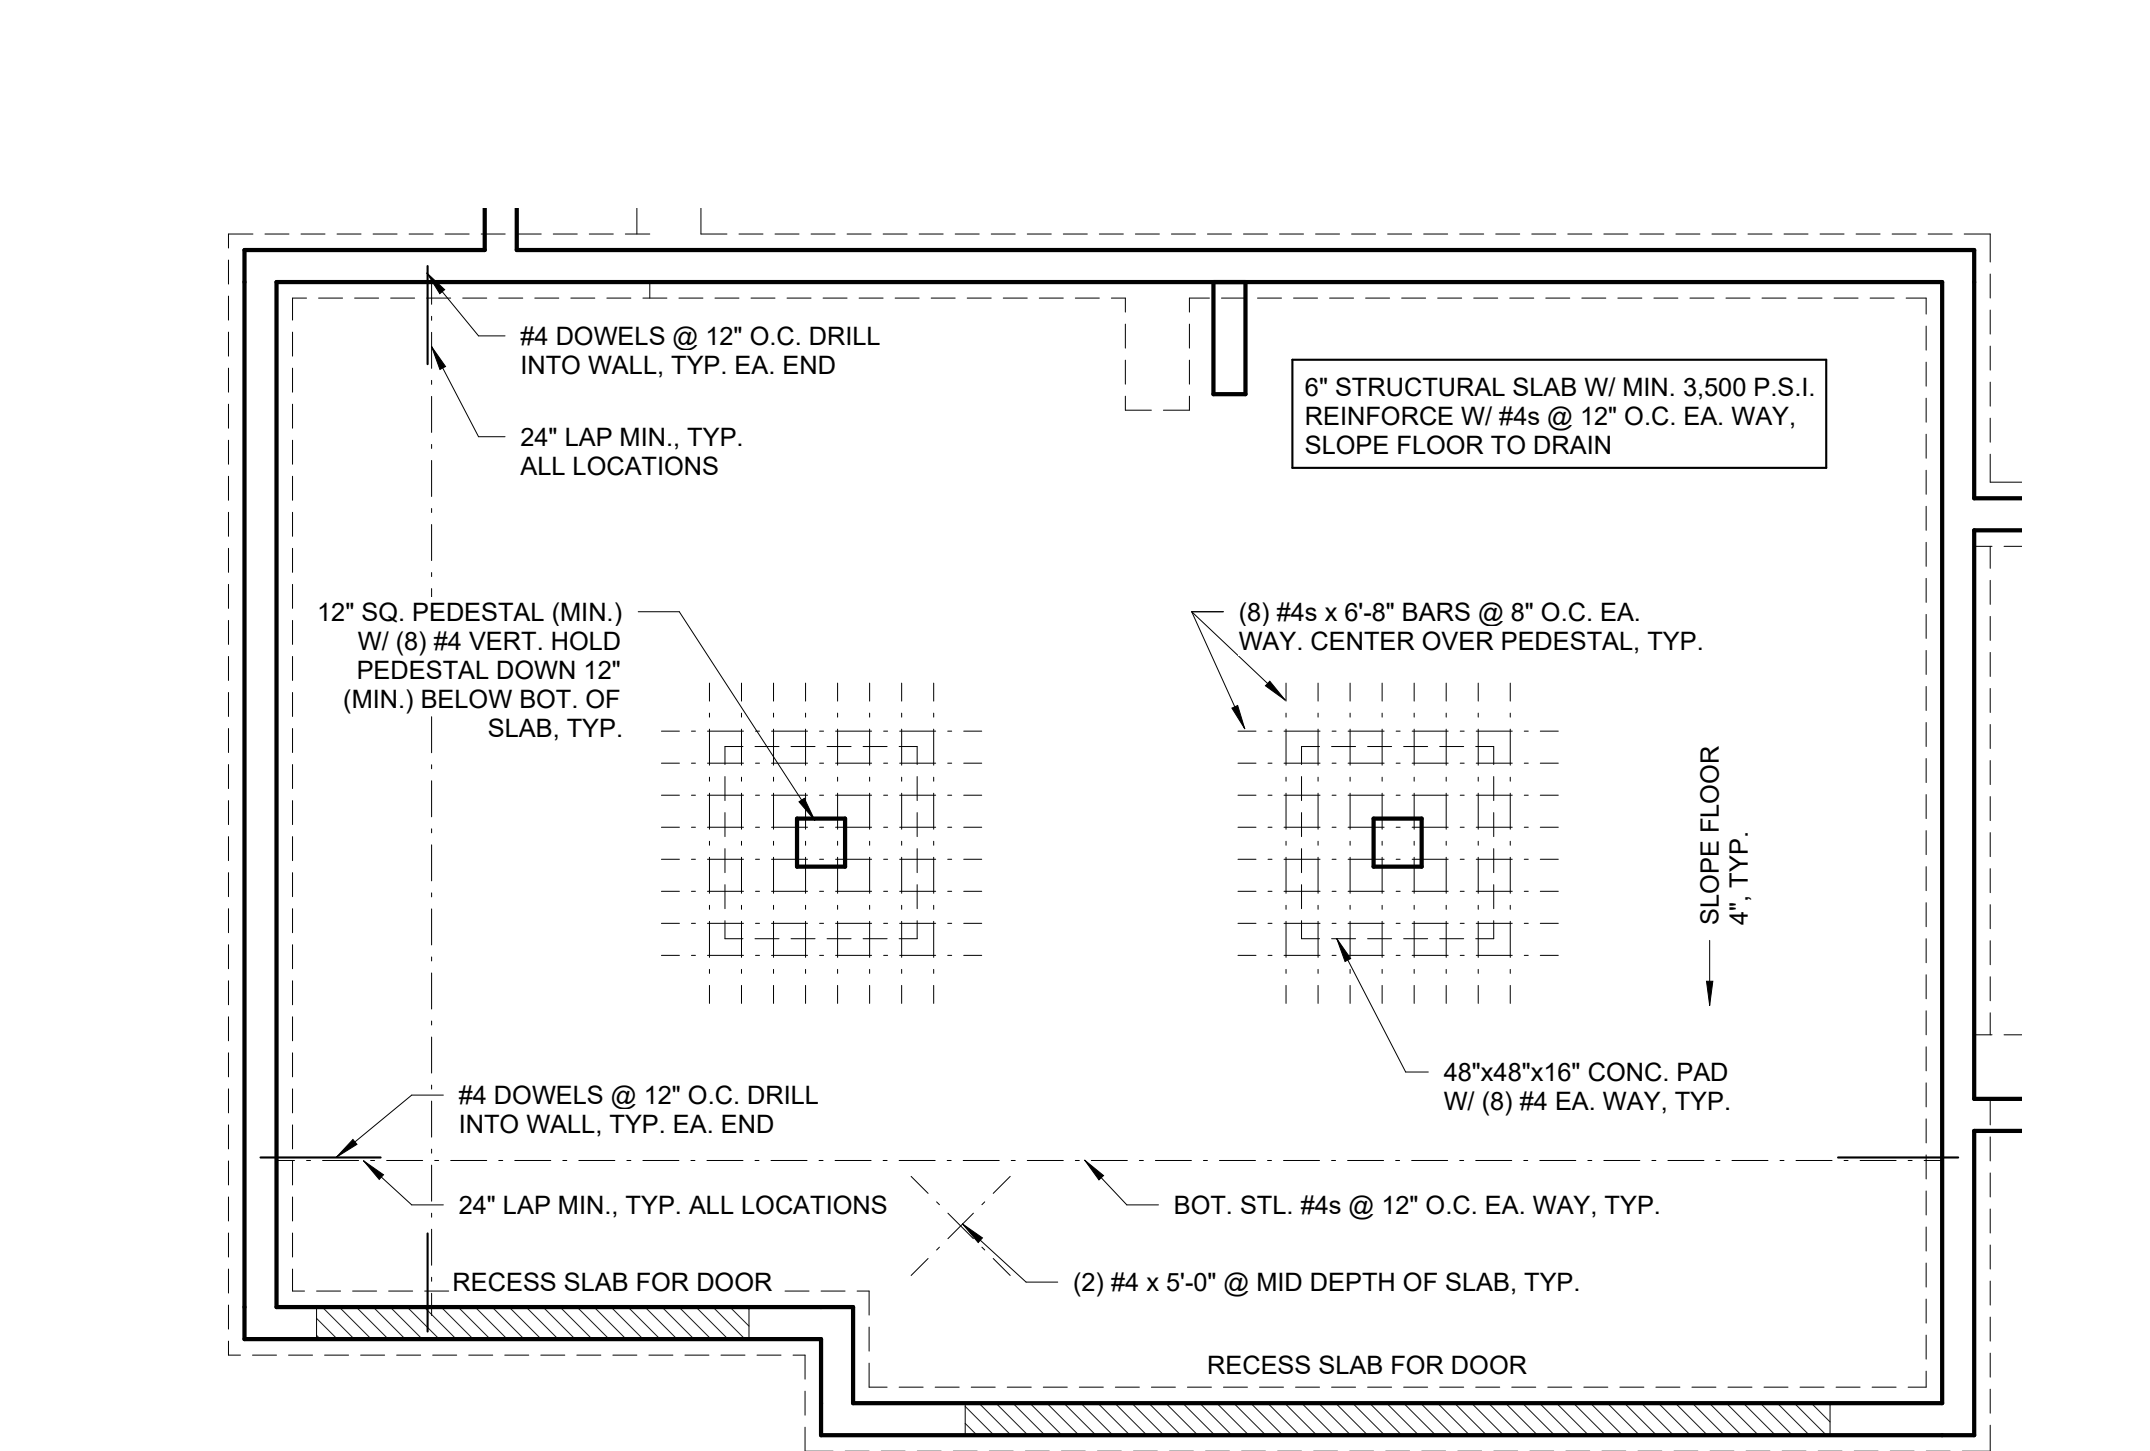 #4 DOWELS @ 12" O.C. DRILL
INTO WALL, TYP. EA. END
24" LAP MIN., TYP.
ALL LOCATIONS
6" STRUCTURAL SLAB W/ MIN. 3,500 P.S.I.
REINFORCE W/ #4s @ 12" O.C. EA. WAY,
SLOPE FLOOR TO DRAIN
12" SQ. PEDESTAL (MIN.)
W/ (8) #4 VERT. HOLD
PEDESTAL DOWN 12"
(MIN.) BELOW BOT. OF
SLAB, TYP.
(8) #4s x 6'-8" BARS @ 8" O.C. EA.
WAY. CENTER OVER PEDESTAL, TYP.
SLOPE FLOOR
4", TYP.
48"x48"x16" CONC. PAD
W/ (8) #4 EA. WAY, TYP.
#4 DOWELS @ 12" O.C. DRILL
INTO WALL, TYP. EA. END
24" LAP MIN., TYP. ALL LOCATIONS
BOT. STL. #4s @ 12" O.C. EA. WAY, TYP.
RECESS SLAB FOR DOOR
(2) #4 x 5'-0" @ MID DEPTH OF SLAB, TYP.
RECESS SLAB FOR DOOR